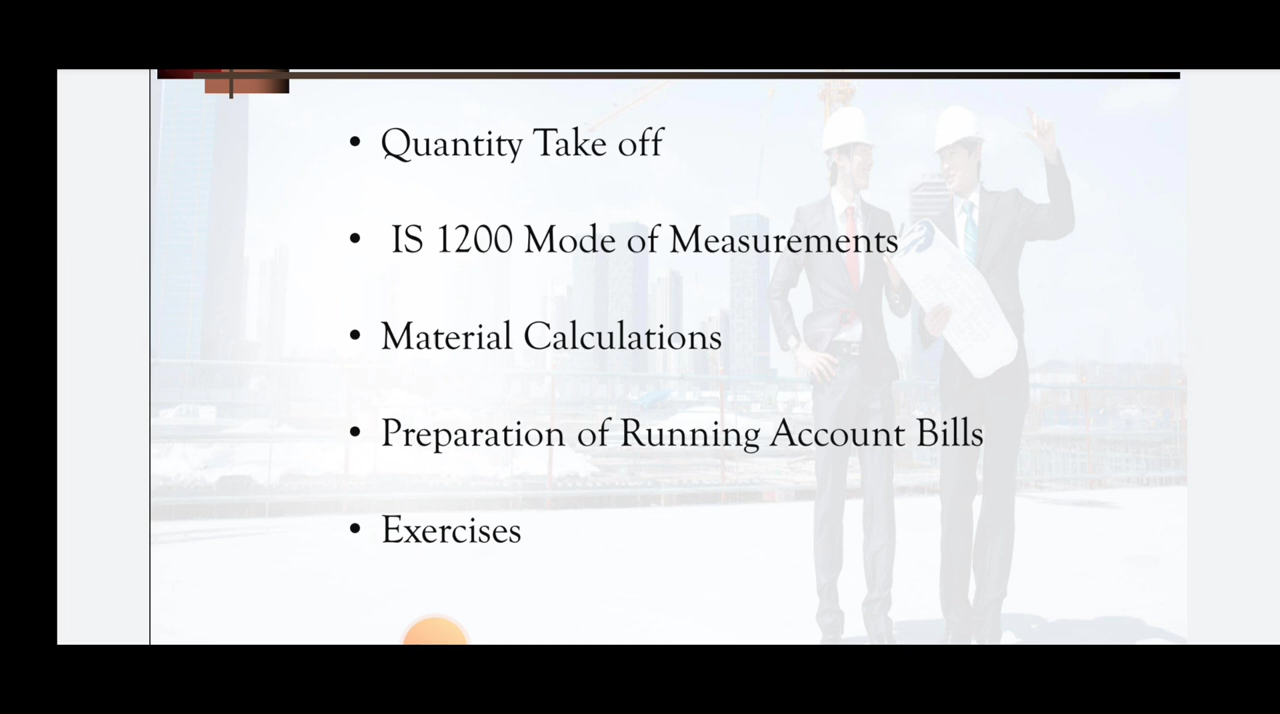 • Quantity Take off
• IS 1200 Mode of Measurements
• Material Calculations
• Preparation of Running Account Bills
• Exercises